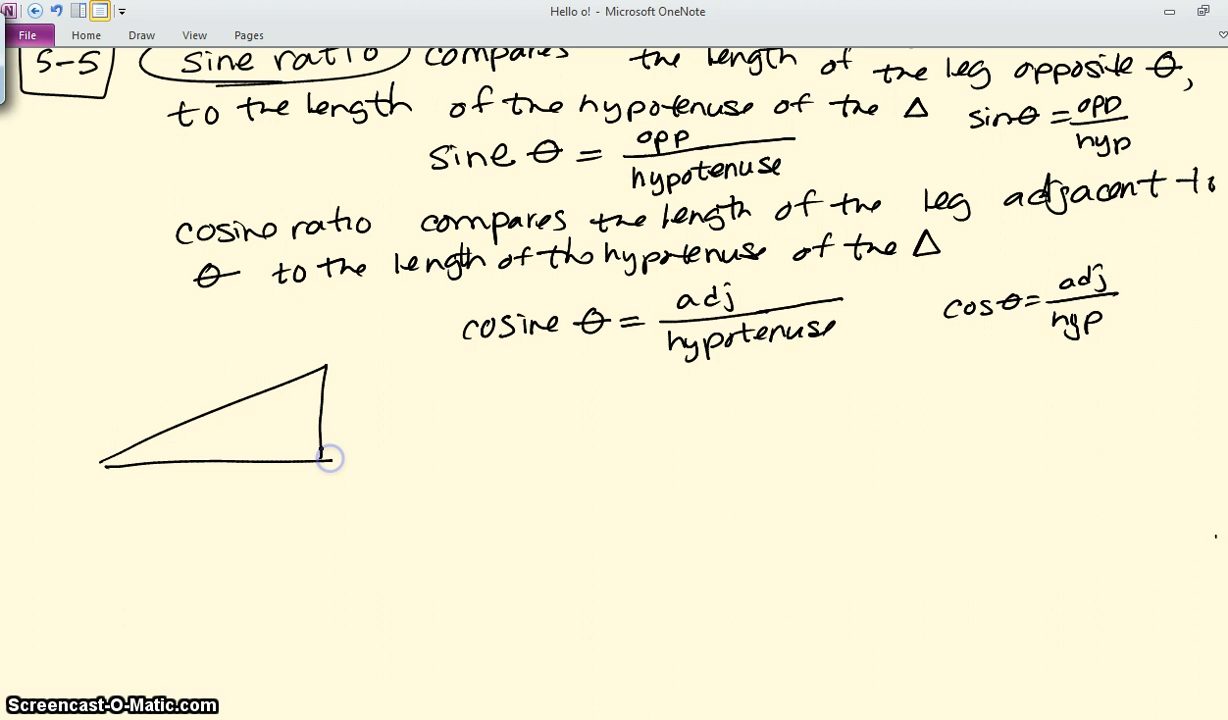 Hello o! - Microsoft OneNote
File Home Draw View Pages
5-5 sine ratio compares the length of the leg opposite θ,
to the length of the hypotenuse of the Δ sinθ = opp/hyp
sine θ = opp/hypotenuse
cosine ratio compares the length of the leg adjacent to
θ to the length of the hypotenuse of the Δ
cosine θ = adj/hypotenuse cosθ = adj/hyp
Screencast-O-Matic.com